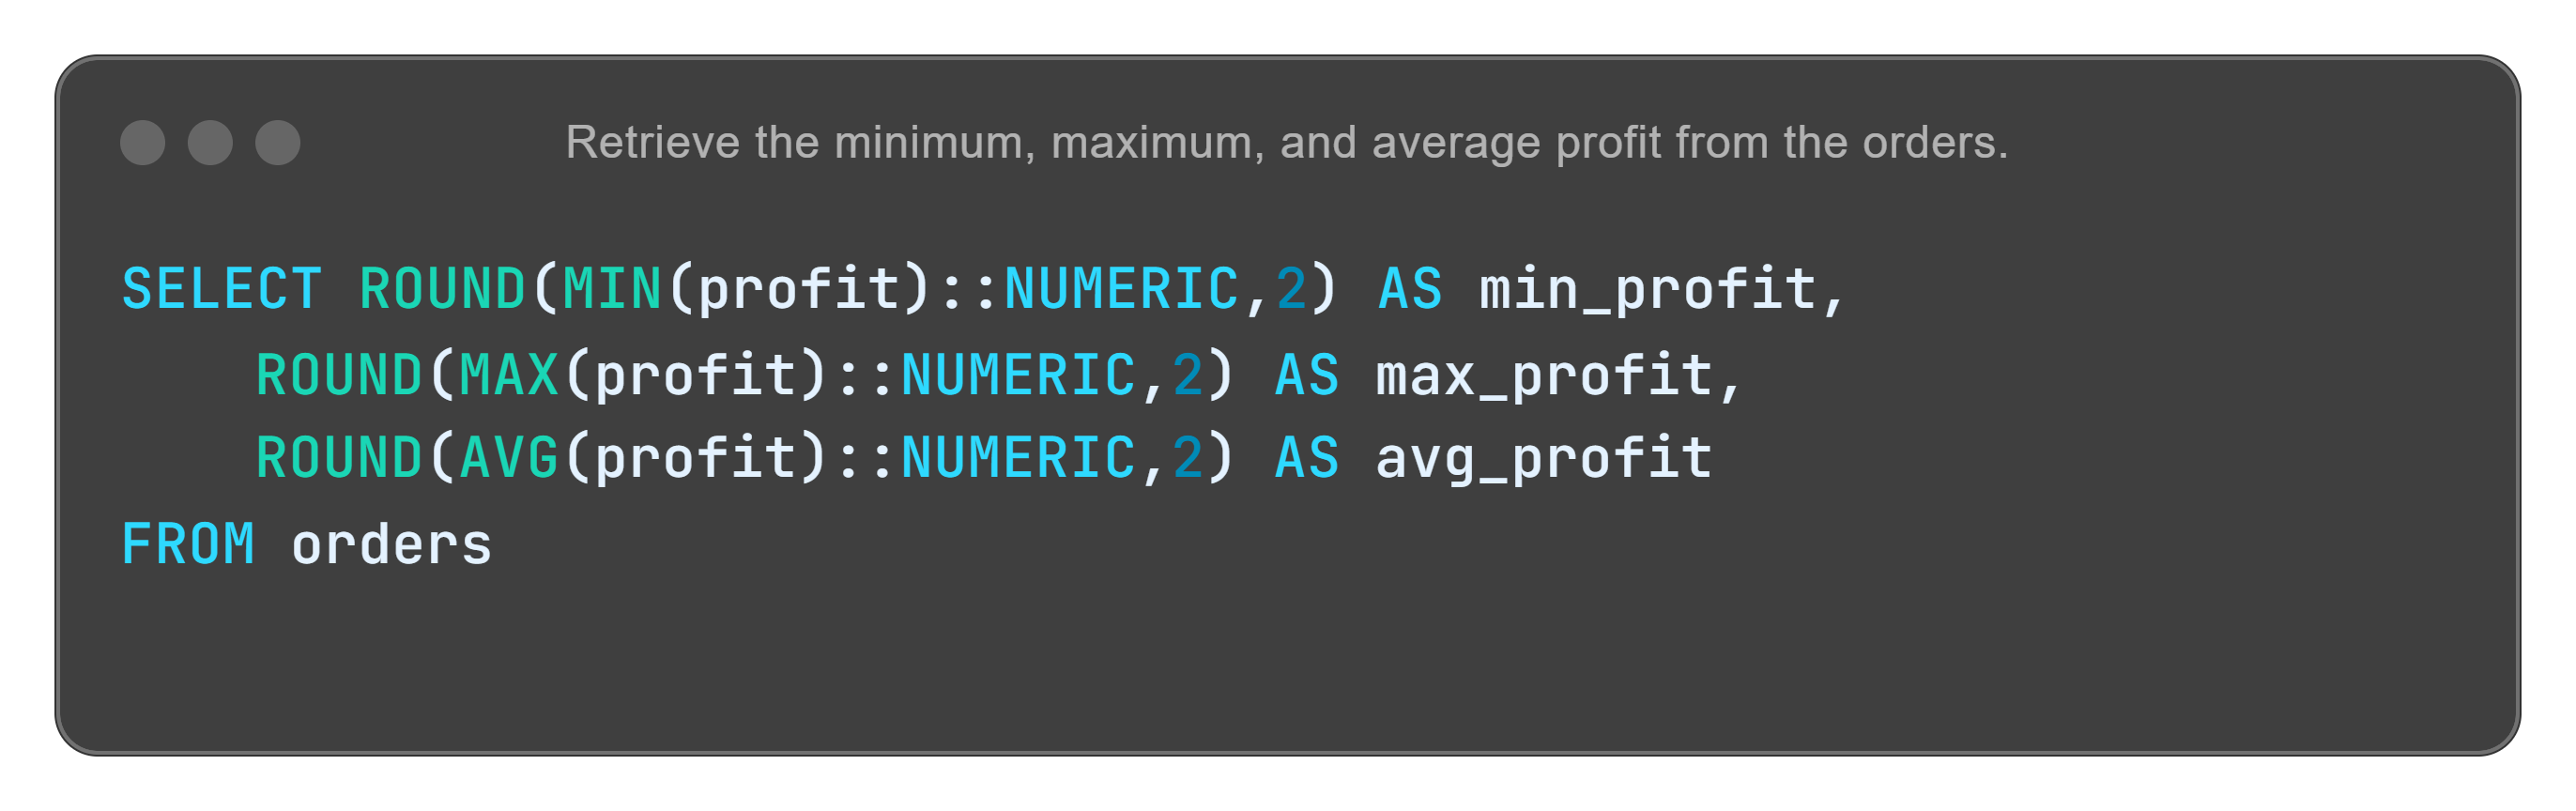 Retrieve the minimum, maximum, and average profit from the orders.
SELECT ROUND(MIN(profit)::NUMERIC,2) AS min_profit,
    ROUND(MAX(profit)::NUMERIC,2) AS max_profit,
    ROUND(AVG(profit)::NUMERIC,2) AS avg_profit
FROM orders